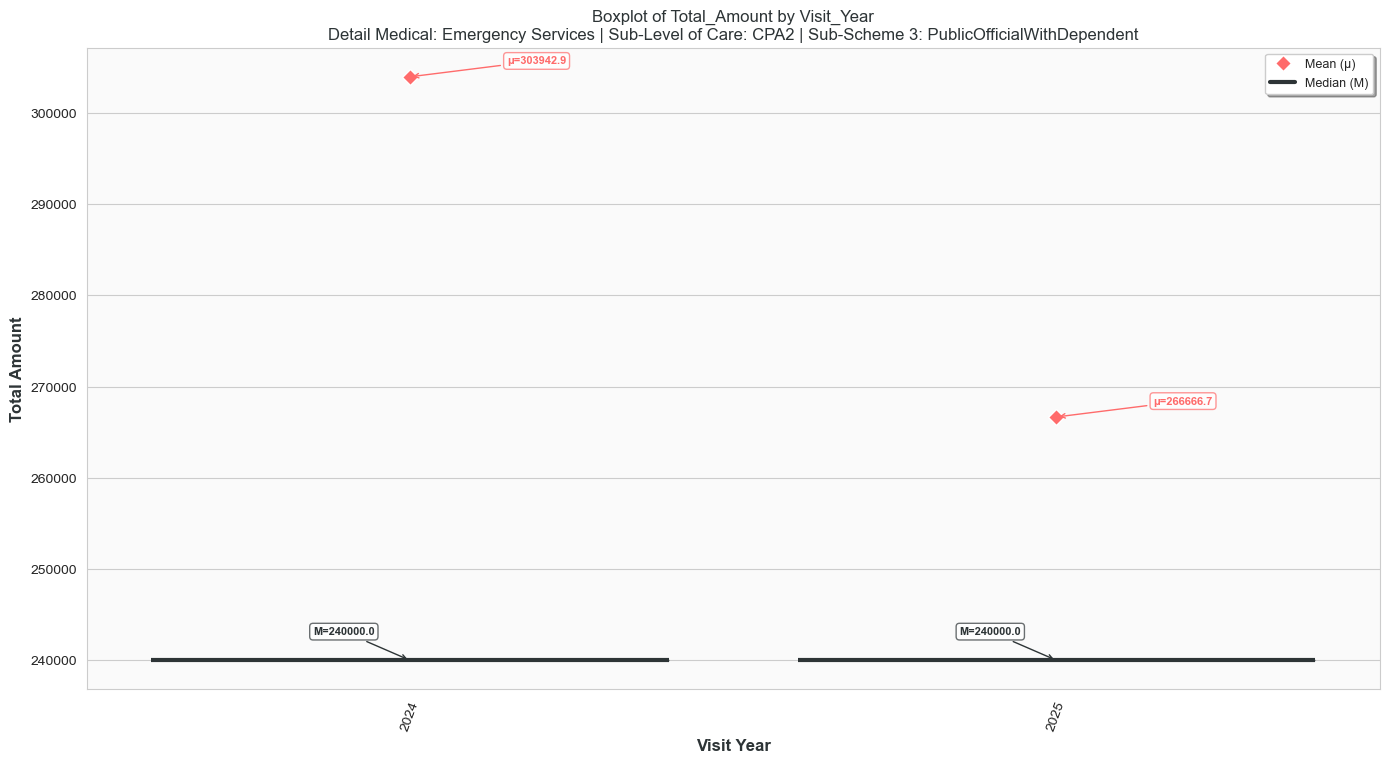 Boxplot of Total_Amount by Visit_Year
Detail Medical: Emergency Services | Sub-Level of Care: CPA2 | Sub-Scheme 3: PublicOfficialWithDependent
μ=303942.9
Mean (μ)
Median (M)
300000
290000
280000
270000
260000
250000
240000
Total Amount
μ=266666.7
M=240000.0
M=240000.0
2024
2025
Visit Year